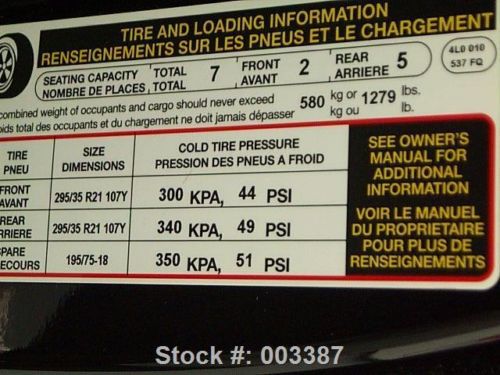 TIRE AND LOADING INFORMATION
RENSEIGNEMENTS SUR LES PNEUS ET LE CHARGEMENT
SEATING CAPACITY TOTAL 7 FRONT 2 REAR 5
NOMBRE DE PLACES, TOTAL AVANT ARRIERE
4L0 010
537 FQ
combined weight of occupants and cargo should never exceed 580 kg or 1279 lbs.
oids total des occupants et du chargement ne doit jamais dépasser kg ou lb.
TIRE SIZE COLD TIRE PRESSURE
PNEU DIMENSIONS PRESSION DES PNEUS A FROID
FRONT
AVANT 295/35 R21 107Y 300 KPA, 44 PSI
REAR
RRIERE 295/35 R21 107Y 340 KPA, 49 PSI
SPARE
ECOURS 195/75-18 350 KPA, 51 PSI
SEE OWNER'S
MANUAL FOR
ADDITIONAL
INFORMATION
VOIR LE MANUEL
DU PROPRIETAIRE
POUR PLUS DE
RENSEIGNEMENTS
Stock #: 003387